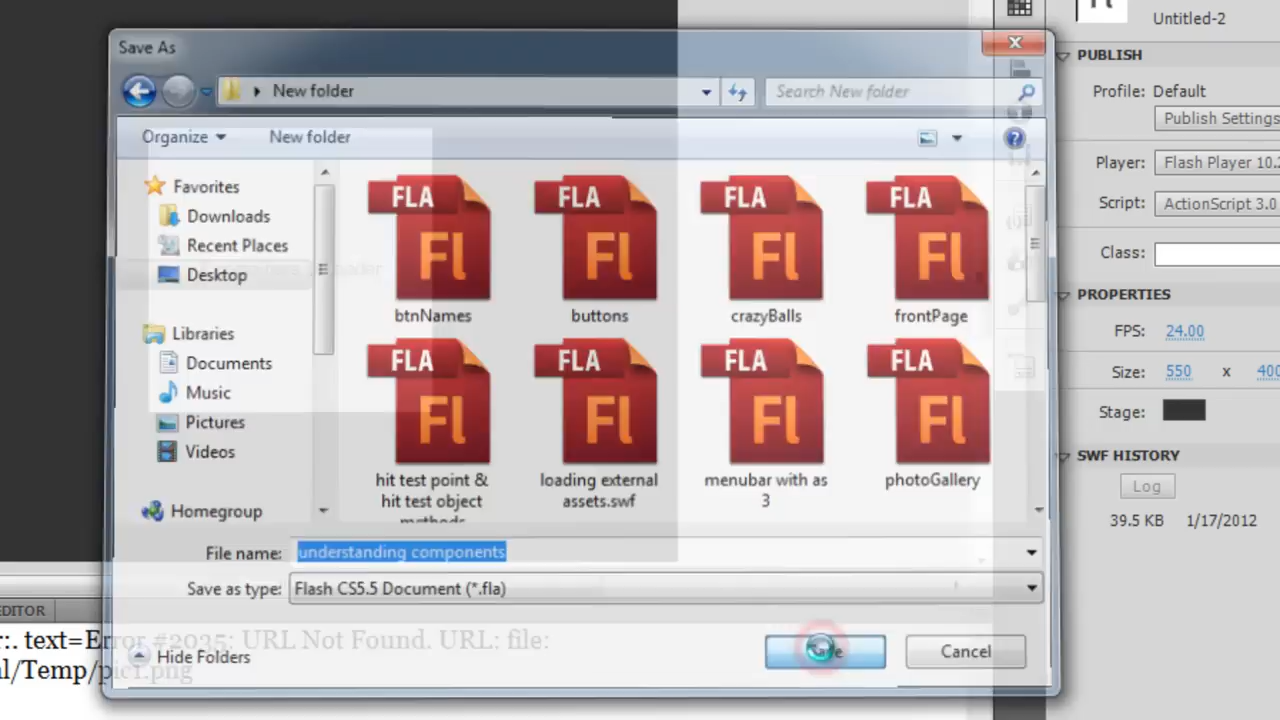 Untitled-2
Save As
PUBLISH
New folder
Search New folder
Profile: Default
Publish Settings
Organize
New folder
Player: Flash Player 10.
Script: ActionScript 3.0
Class:
Favorites
Downloads
Recent Places
Desktop
FLA
Fl
btnNames
FLA
Fl
buttons
FLA
Fl
crazyBalls
FLA
Fl
frontPage
PROPERTIES
FPS: 24.00
Size: 550 x 400
Stage:
Libraries
Documents
Music
Pictures
Videos
Homegroup
FLA
Fl
hit test point &
hit test object
methods
FLA
Fl
loading external
assets.swf
FLA
Fl
menubar with as
3
FLA
Fl
photoGallery
SWF HISTORY
Log
39.5 KB 1/17/2012
File name: understanding components
Save as type: Flash CS5.5 Document (*.fla)
EDITOR
r:. text=Error #2035: URL Not Found. URL: file:
l/Temp/pic1.png
Hide Folders
Save
Cancel